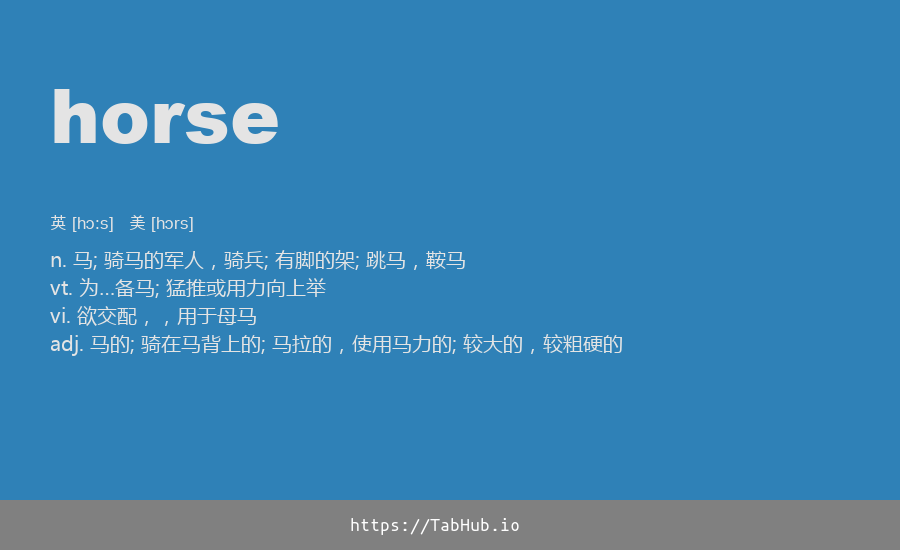 horse
英 [hɔːs] 美 [hɔrs]
n. 马; 骑马的军人，骑兵; 有脚的架; 跳马，鞍马
vt. 为…备马; 猛推或用力向上举
vi. 欲交配，，用于母马
adj. 马的; 骑在马背上的; 马拉的，使用马力的; 较大的，较粗硬的
https://TabHub.io